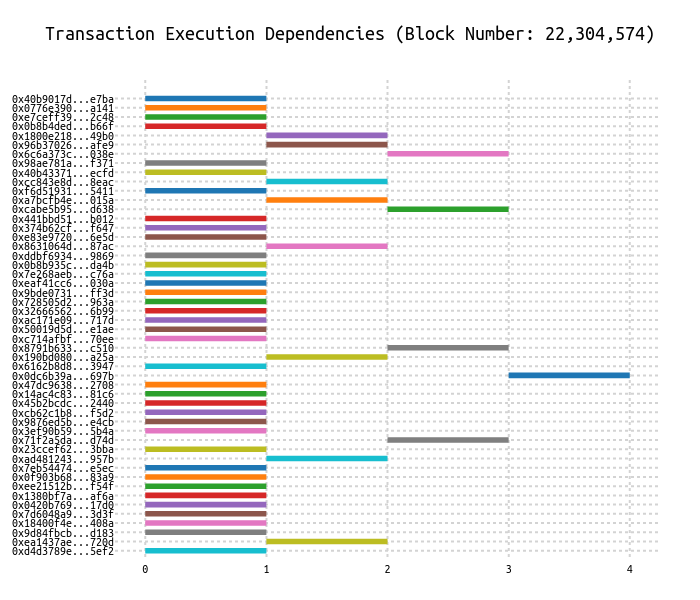 Transaction Execution Dependencies (Block Number: 22,304,574)
0x40b9017d...e7ba
0x0776e390...a141
0xe7ceff39...2c48
0x0b8b4ded...b66f
0x1800e218...49b0
0x96b37026...afe9
0x6c6a373c...038e
0x98ae781a...f371
0x40b43371...ecfd
0xcc843e8d...8eac
0xf6d51931...5411
0xa7bcfb4e...015a
0xcabe5b95...d638
0x441bbd51...b012
0x374b62cf...f647
0xe83e9720...6e5d
0x8631064d...87ac
0xddbf6934...9869
0x0b8b935c...da4b
0x7e268aeb...c76a
0xeaf41cc6...030a
0x9bde0731...ff3d
0x728505d2...963a
0x32666562...6b99
0xac171e09...717d
0x50019d5d...e1ae
0xc714afbf...70ee
0x8791b633...c510
0x190bd080...a25a
0x6162b8d8...3947
0x0dc6b39a...697b
0x47dc9638...2708
0x14ac4c83...81c6
0x45b2bcdc...2440
0xcb62c1b8...f5d2
0x9876ed5b...e4cb
0x3ef90b59...5b4a
0x71f2a5da...d74d
0x23ccef62...3bba
0xad481243...957b
0x7eb54474...e5ec
0x0f903b68...83a9
0xee21512b...f54f
0x1380bf7a...af6a
0x0420b769...17d0
0x7d6048a9...3d3f
0x18400f4e...408a
0x9d84fbcb...d183
0xea1437ae...720d
0xd4d3789e...5ef2
0 1 2 3 4